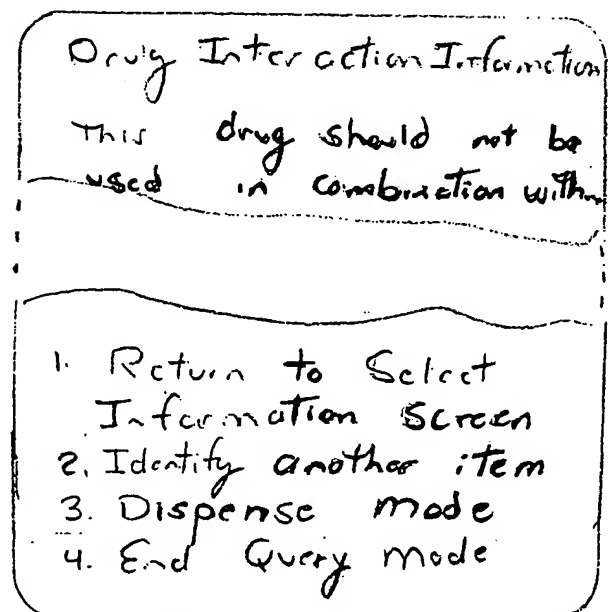 Drug Interaction Information
This drug should not be
used in combination with...
1. Return to Select
Information Screen
2. Identify another item
3. Dispense mode
4. End Query mode